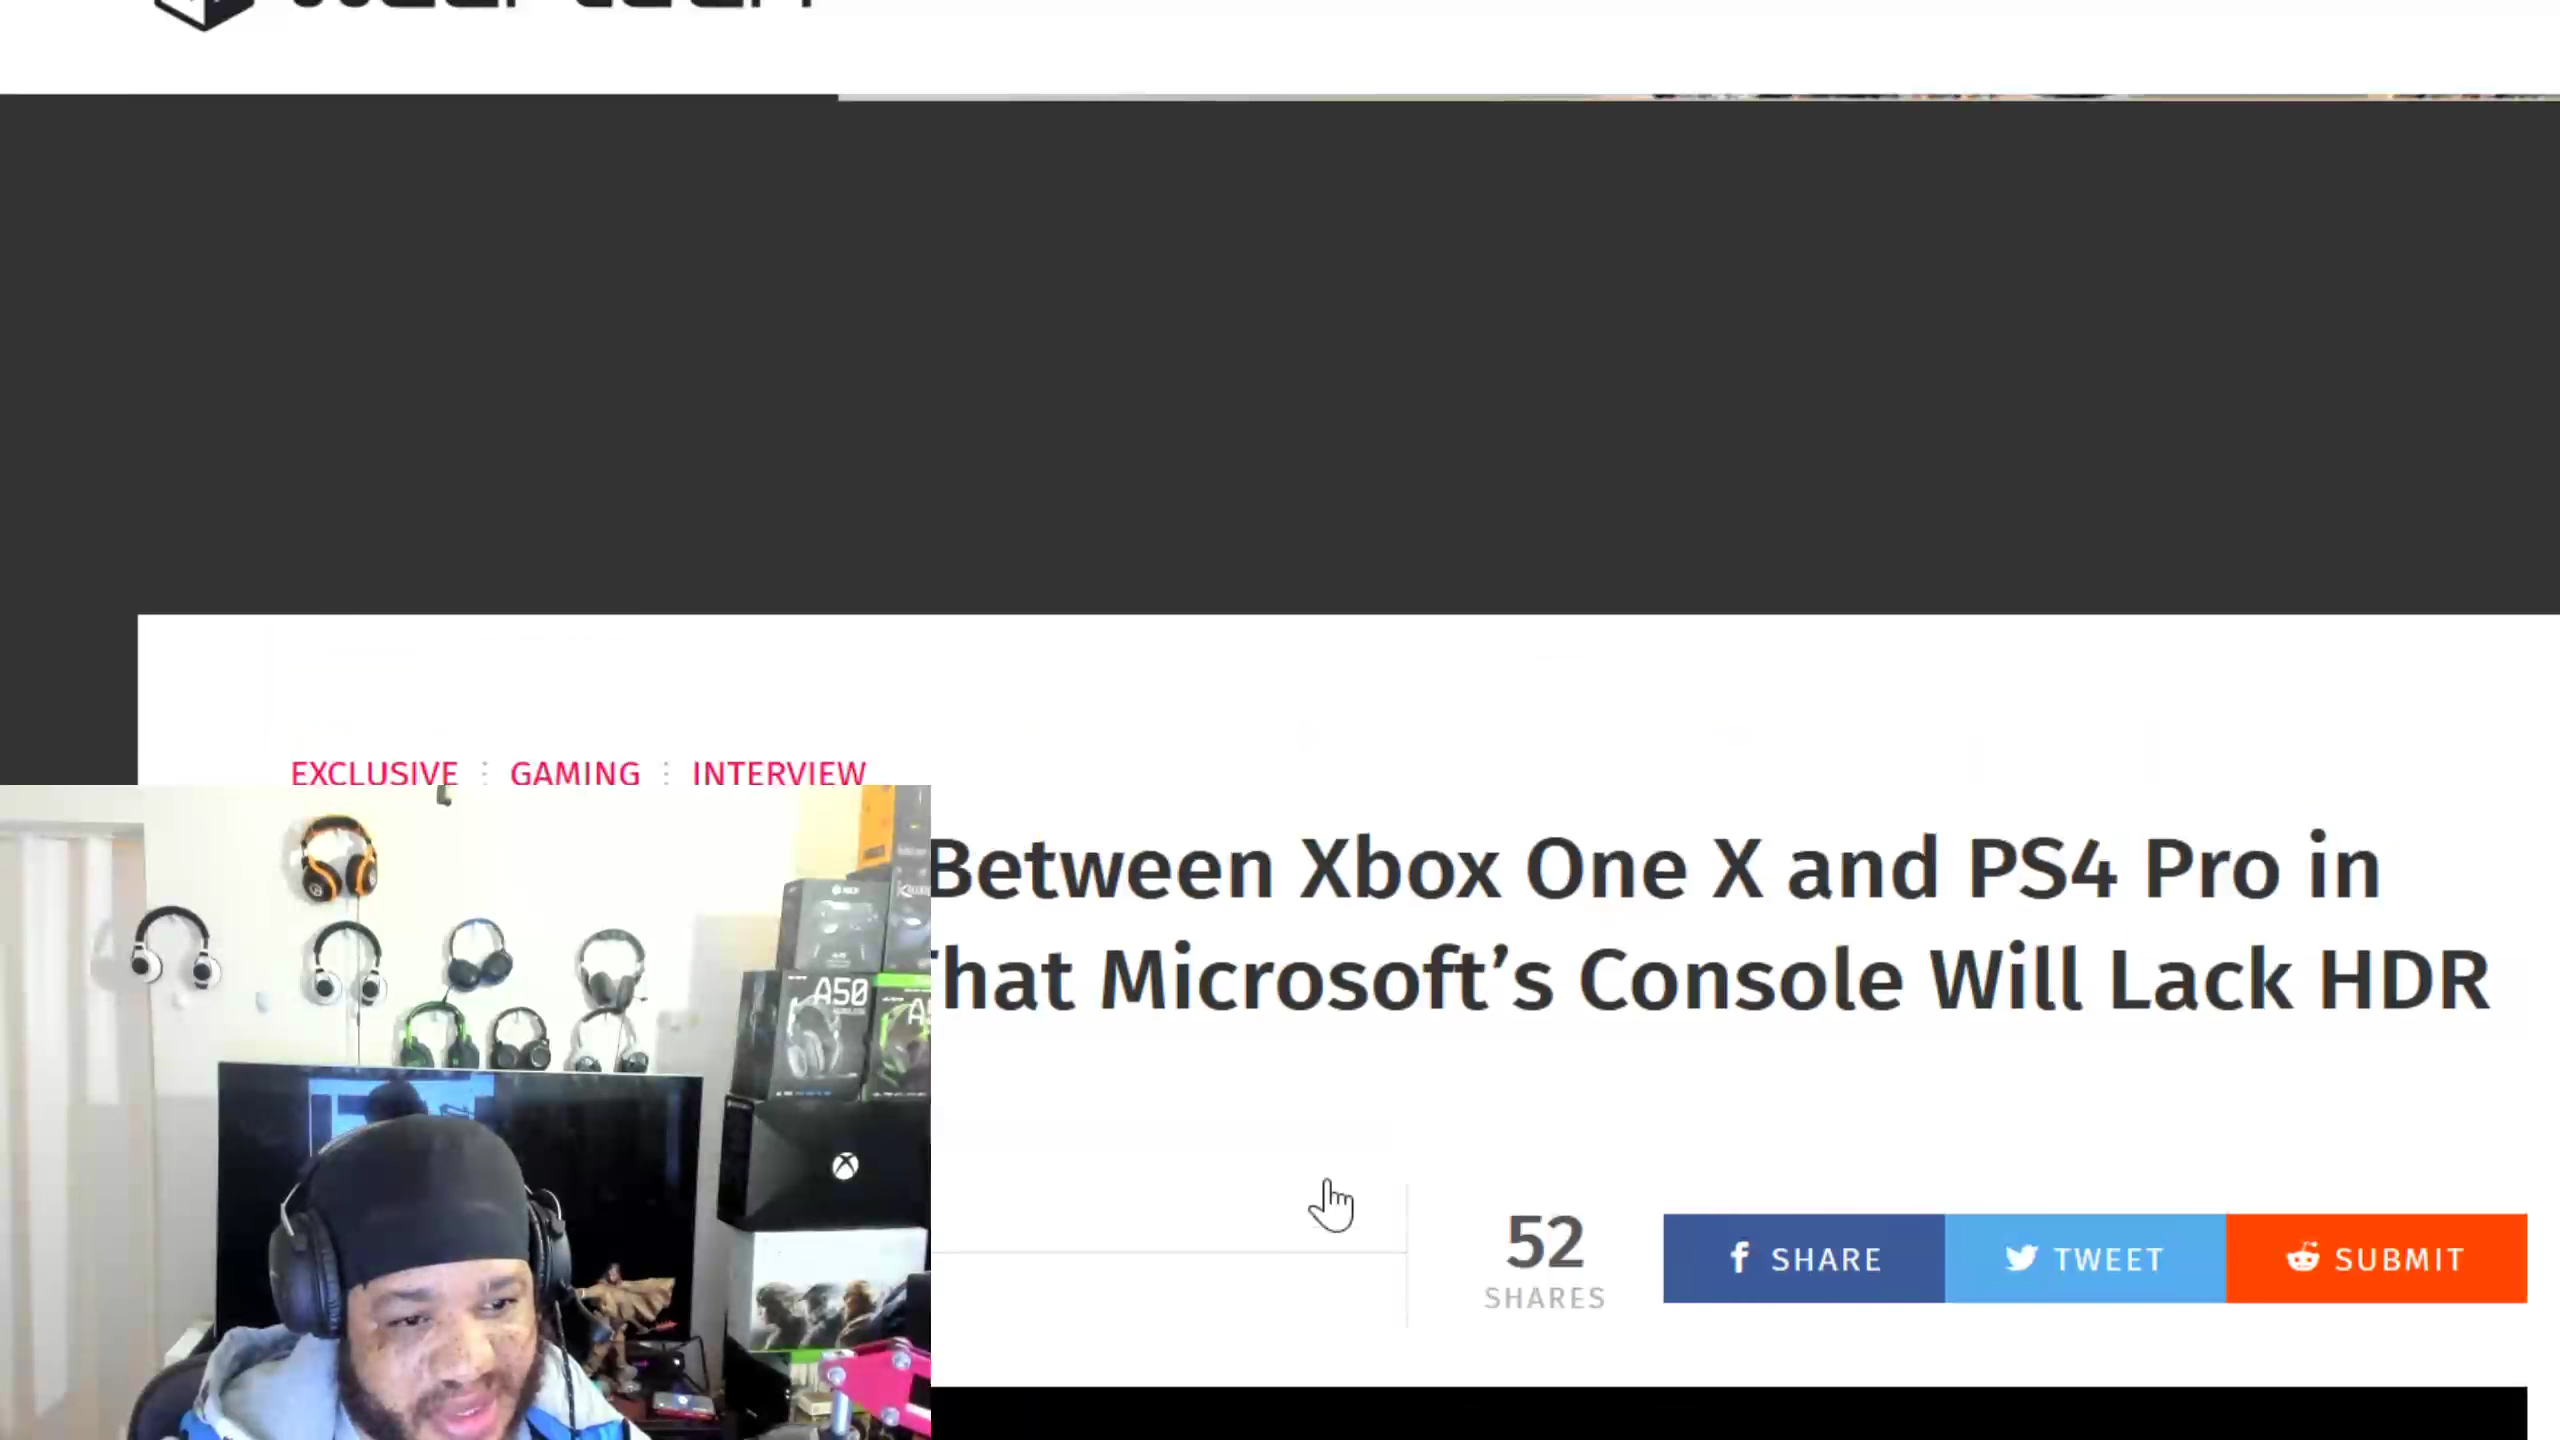 EXCLUSIVE
GAMING
INTERVIEW
Between Xbox One X and PS4 Pro in
That Microsoft’s Console Will Lack HDR
52
SHARES
SHARE
TWEET
SUBMIT
A50